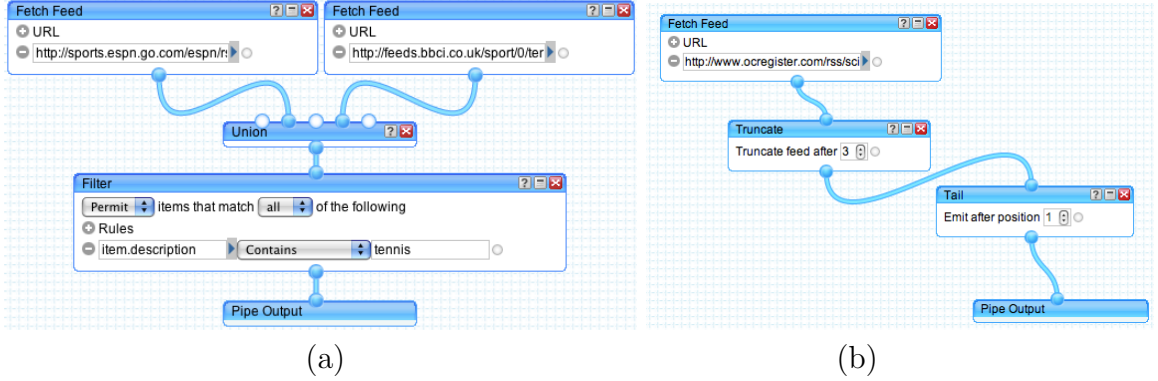 Fetch Feed
URL
http://sports.espn.go.com/espn/rs
Fetch Feed
URL
http://feeds.bbci.co.uk/sport/0/ter
Union
Filter
Permit items that match all of the following
Rules
item.description Contains tennis
Pipe Output
(a)
Fetch Feed
URL
http://www.ocregister.com/rss/sci
Truncate
Truncate feed after 3
Tail
Emit after position 1
Pipe Output
(b)